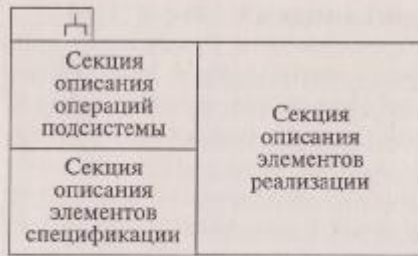 Секция
описания
операций
подсистемы
Секция
описания
элементов
спецификации
Секция
описания
элементов
реализации